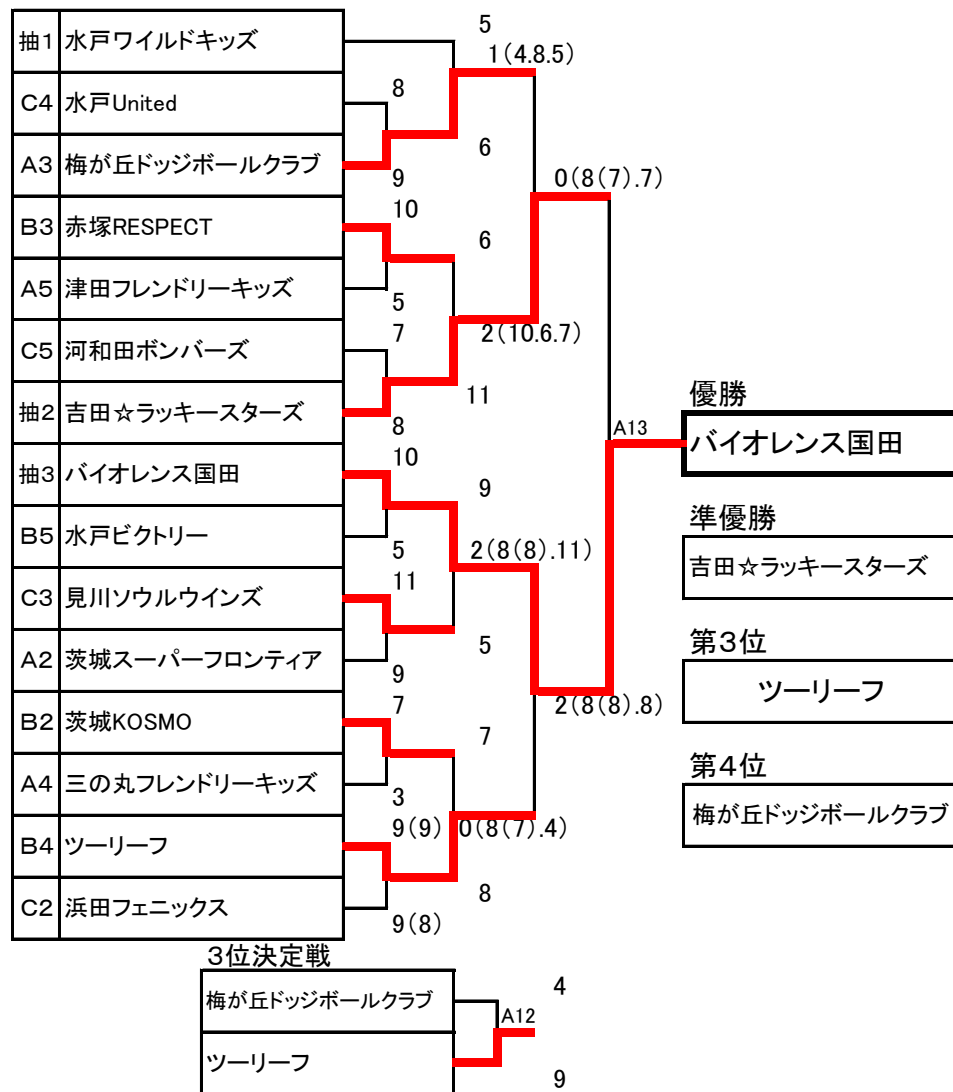 抽1 水戸ワイルドキッズ
5
1(4.8.5)
C4 水戸United
8
A3 梅が丘ドッジボールクラブ
9
6
0(8(7).7)
B3 赤塚RESPECT
10
6
A5 津田フレンドリーキッズ
5
C5 河和田ボンバーズ
7
2(10.6.7)
抽2 吉田☆ラッキースターズ
8
11
A13
優勝
バイオレンス国田
抽3 バイオレンス国田
10
9
B5 水戸ビクトリー
5
2(8(8).11)
準優勝
吉田☆ラッキースターズ
C3 見川ソウルウインズ
11
A2 茨城スーパーフロンティア
9
5
2(8(8).8)
第3位
ツーリーフ
B2 茨城KOSMO
7
7
A4 三の丸フレンドリーキッズ
3
第4位
梅が丘ドッジボールクラブ
B4 ツーリーフ
9(9)
0(8(7).4)
C2 浜田フェニックス
9(8)
8
3位決定戦
梅が丘ドッジボールクラブ
4
A12
ツーリーフ
9